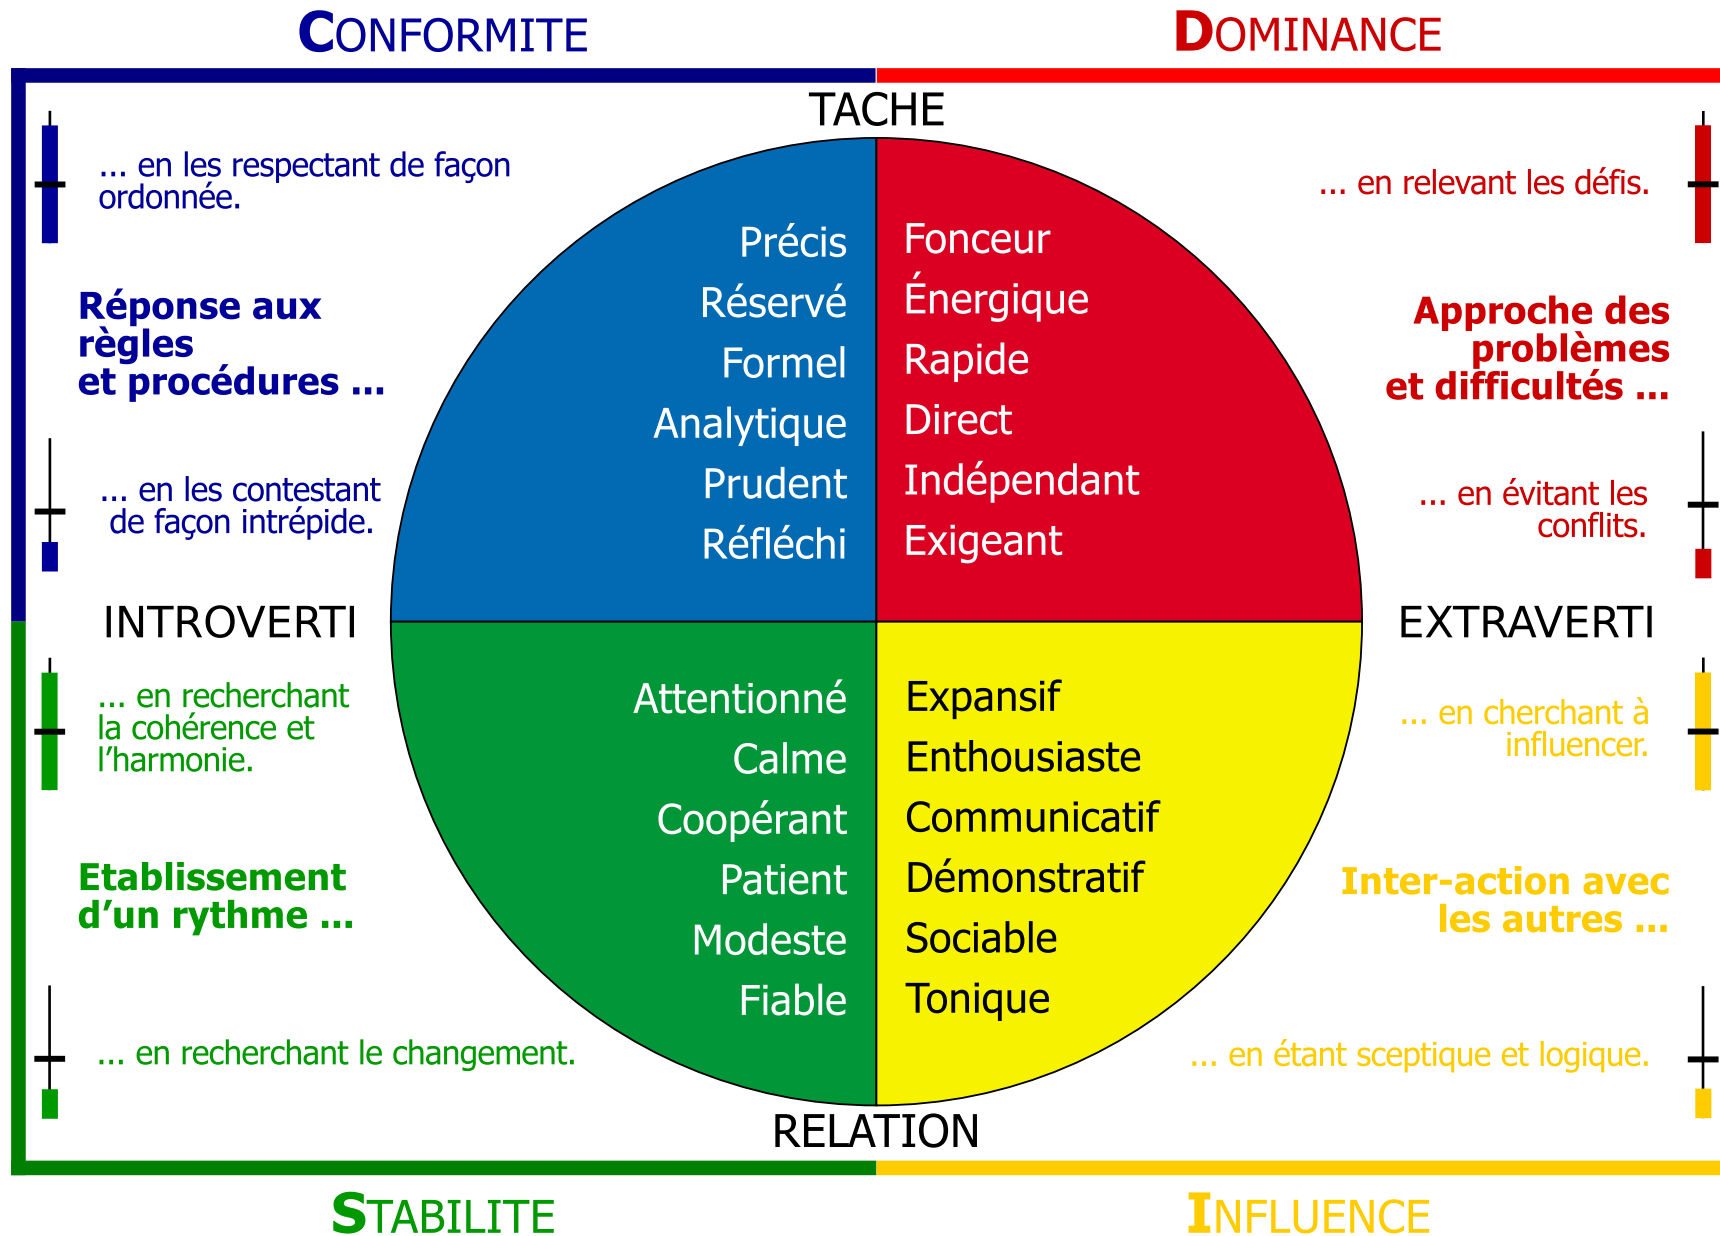 CONFORMITE
DOMINANCE
TACHE
... en les respectant de façon
ordonnée.
Réponse aux
règles
et procédures ...
... en les contestant
de façon intrépide.
Précis
Réservé
Formel
Analytique
Prudent
Réfléchi
Fonceur
Énergique
Rapide
Direct
Indépendant
Exigeant
... en relevant les défis.
Approche des
problèmes
et difficultés ...
... en évitant les
conflits.
INTROVERTI
EXTRAVERTI
... en recherchant
la cohérence et
l’harmonie.
Etablissement
d’un rythme ...
... en recherchant le changement.
Attentionné
Calme
Coopérant
Patient
Modeste
Fiable
Expansif
Enthousiaste
Communicatif
Démonstratif
Sociable
Tonique
... en cherchant à
influencer.
Inter-action avec
les autres ...
... en étant sceptique et logique.
RELATION
STABILITE
INFLUENCE